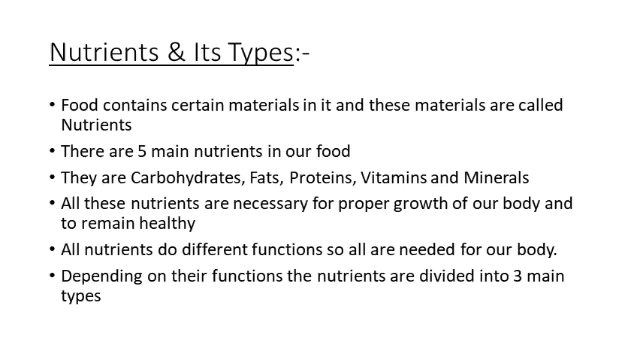 Nutrients & Its Types:-
• Food contains certain materials in it and these materials are called
Nutrients
• There are 5 main nutrients in our food
• They are Carbohydrates, Fats, Proteins, Vitamins and Minerals
• All these nutrients are necessary for proper growth of our body and
to remain healthy
• All nutrients do different functions so all are needed for our body.
• Depending on their functions the nutrients are divided into 3 main
types